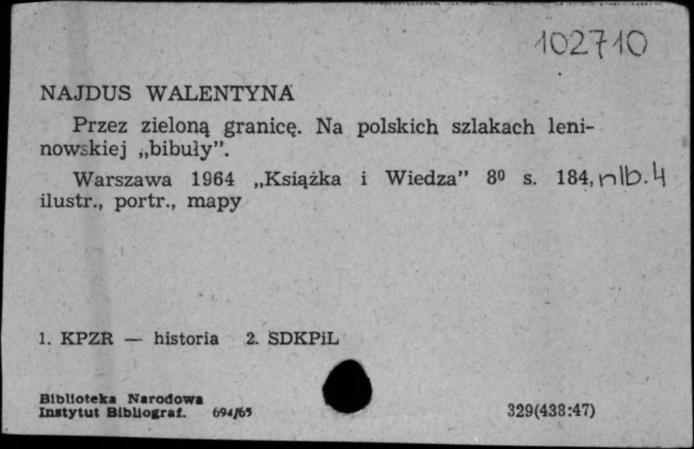 102710
NAJDUS WALENTYNA
Przez zieloną granicę. Na polskich szlakach leni-
nowskiej „bibuły”.
Warszawa 1964 „Książka i Wiedza” 8⁰ s. 184, nlb. 4
ilustr., portr., mapy
1. KPZR — historia 2. SDKPiL
Biblioteka Narodowa
Instytut Bibliograf. 694/65
329(438:47)